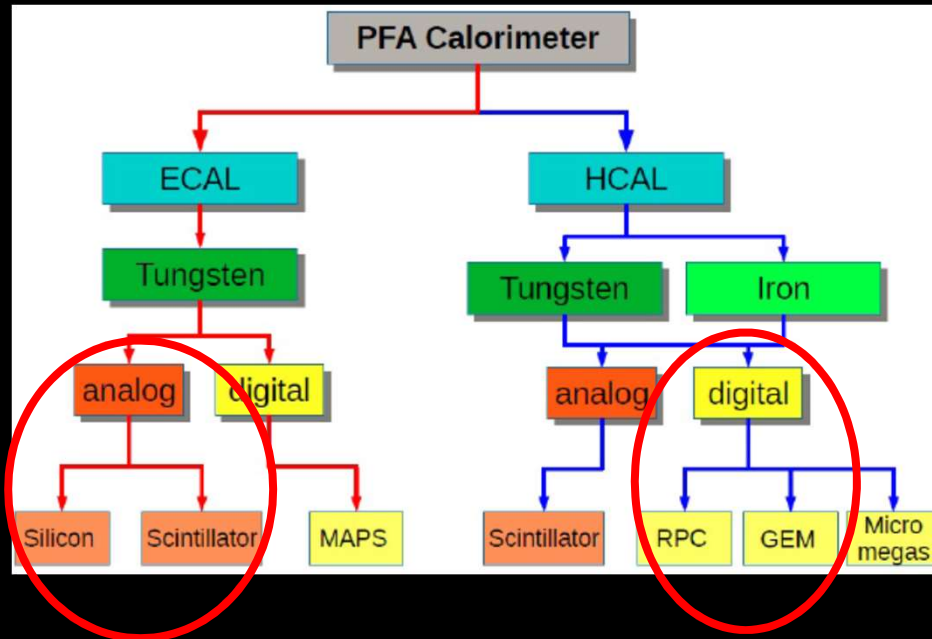 PFA Calorimeter
ECAL
HCAL
Tungsten
Tungsten
Iron
analog
digital
analog
digital
Silicon
Scintillator
MAPS
Scintillator
RPC
GEM
Micro
megas